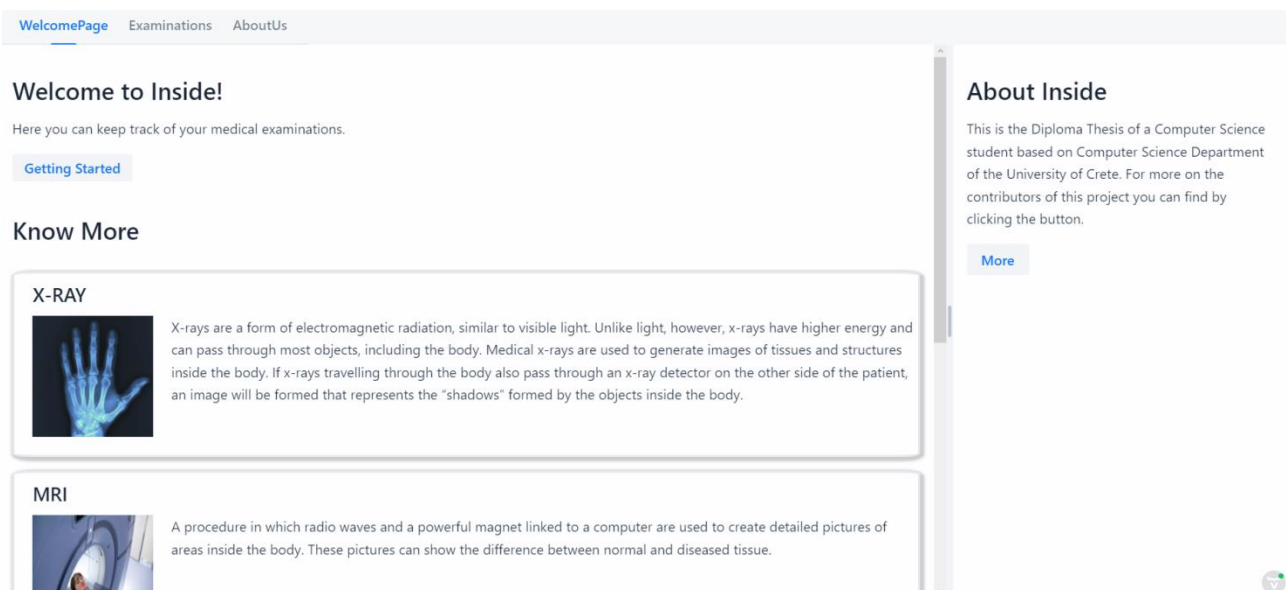 WelcomePage Examinations AboutUs
Welcome to Inside!
Here you can keep track of your medical examinations.
Getting Started
Know More
X-RAY
X-rays are a form of electromagnetic radiation, similar to visible light. Unlike light, however, x-rays have higher energy and
can pass through most objects, including the body. Medical x-rays are used to generate images of tissues and structures
inside the body. If x-rays travelling through the body also pass through an x-ray detector on the other side of the patient,
an image will be formed that represents the “shadows” formed by the objects inside the body.
MRI
A procedure in which radio waves and a powerful magnet linked to a computer are used to create detailed pictures of
areas inside the body. These pictures can show the difference between normal and diseased tissue.
About Inside
This is the Diploma Thesis of a Computer Science
student based on Computer Science Department
of the University of Crete. For more on the
contributors of this project you can find by
clicking the button.
More